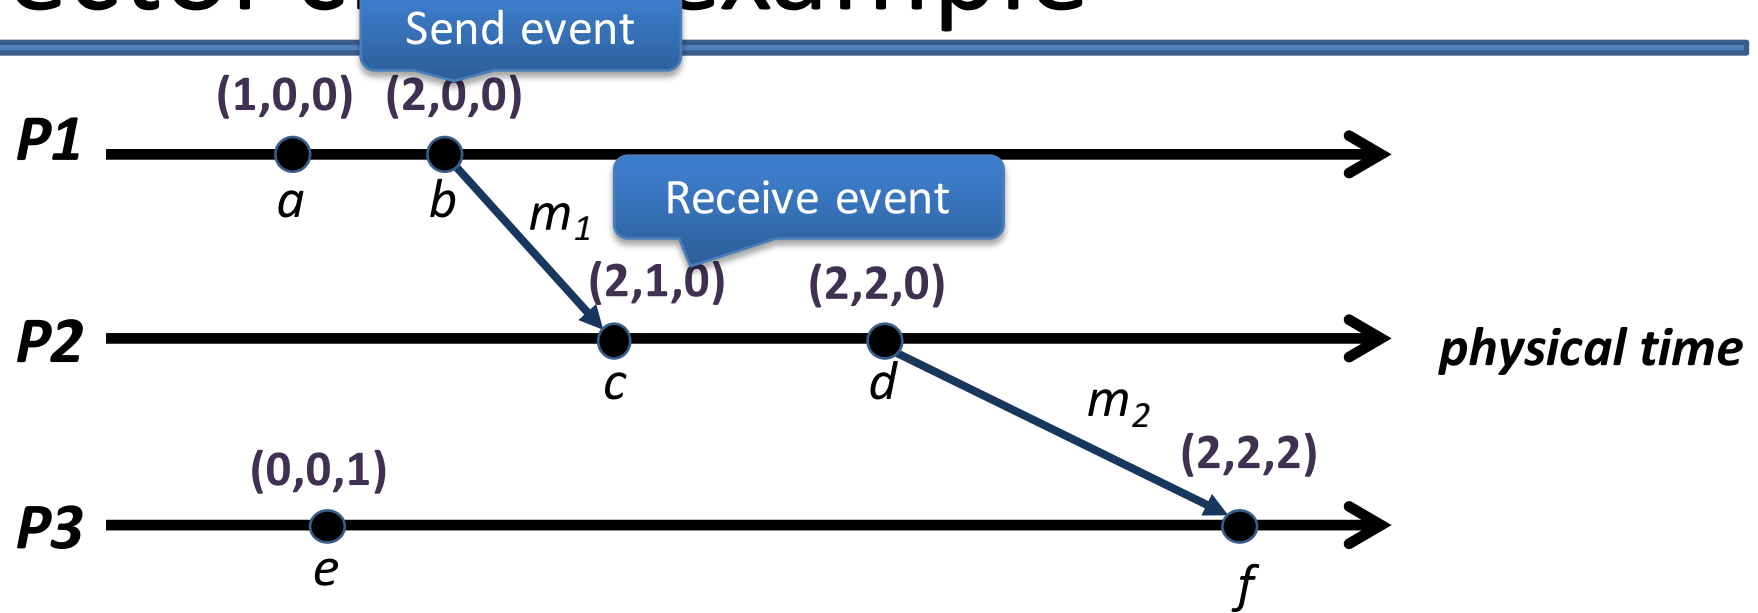 example
Send event
(1,0,0) (2,0,0)
P1
a b
m1
Receive event
(2,1,0) (2,2,0)
P2
physical time
c d
m2
(0,0,1) (2,2,2)
P3
e f